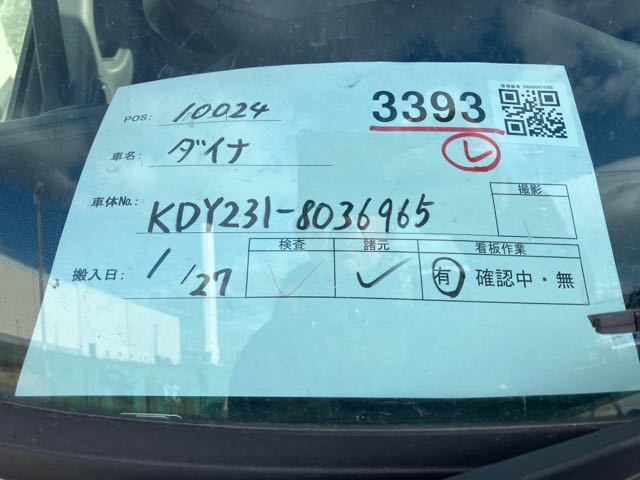 POS: 10024
3393
車名: ダイナ
レ
車体No.: KDY231-8036965
撮影
搬入日: 1/27
検査 諸元 看板作業
有・確認中・無